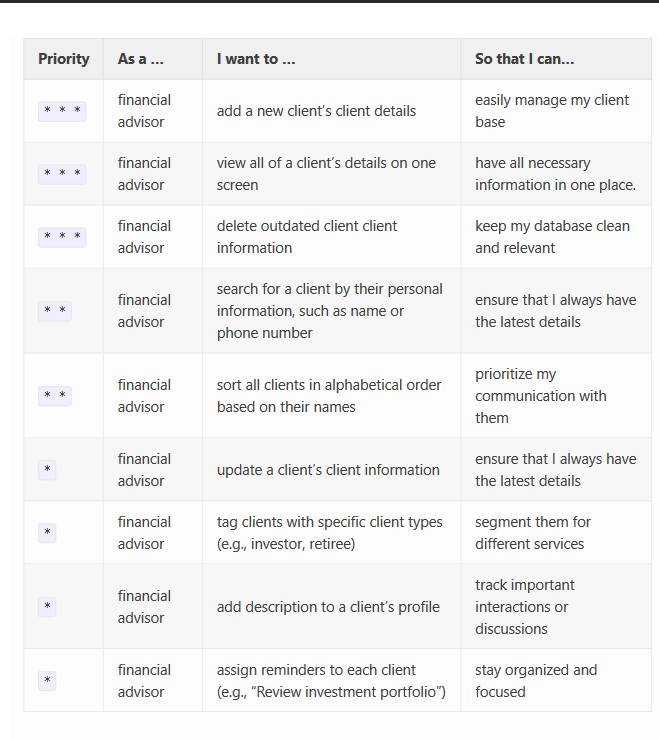 Priority As a … I want to … So that I can…
* * * financial advisor add a new client’s client details easily manage my client base
* * * financial advisor view all of a client’s details on one screen have all necessary information in one place.
* * * financial advisor delete outdated client client information keep my database clean and relevant
* * financial advisor search for a client by their personal information, such as name or phone number ensure that I always have the latest details
* * financial advisor sort all clients in alphabetical order based on their names prioritize my communication with them
* financial advisor update a client’s client information ensure that I always have the latest details
* financial advisor tag clients with specific client types (e.g., investor, retiree) segment them for different services
* financial advisor add description to a client’s profile track important interactions or discussions
* financial advisor assign reminders to each client (e.g., “Review investment portfolio”) stay organized and focused